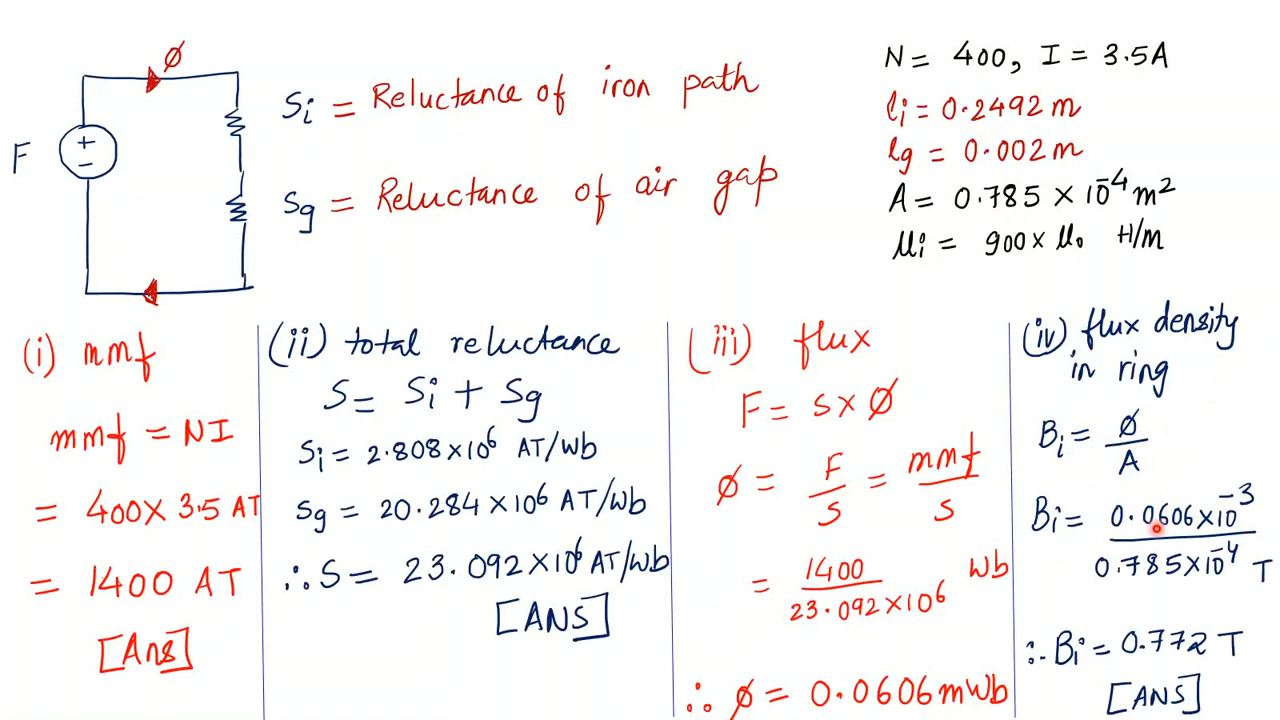 ϕ
F
+
−
Si = Reluctance of iron path
Sg = Reluctance of air gap
N = 400, I = 3.5A
li = 0.2492 m
lg = 0.002 m
A = 0.785 × 10⁻⁴ m²
μi = 900 × μ₀ H/m
(i) mmf
mmf = NI
= 400 × 3.5 AT
= 1400 AT
[Ans]
(ii) total reluctance
S = Si + Sg
Si = 2.808 × 10⁶ AT/Wb
Sg = 20.284 × 10⁶ AT/Wb
∴ S = 23.092 × 10⁶ AT/Wb
[ANS]
(iii) flux
F = S × ϕ
ϕ = F/S = mmf/S
= 1400 / 23.092 × 10⁶ Wb
∴ ϕ = 0.0606 mWb
(iv) flux density
in ring
Bi = ϕ/A
Bi = 0.0606 × 10⁻³ / 0.785 × 10⁻⁴ T
∴ Bi = 0.772 T
[ANS]